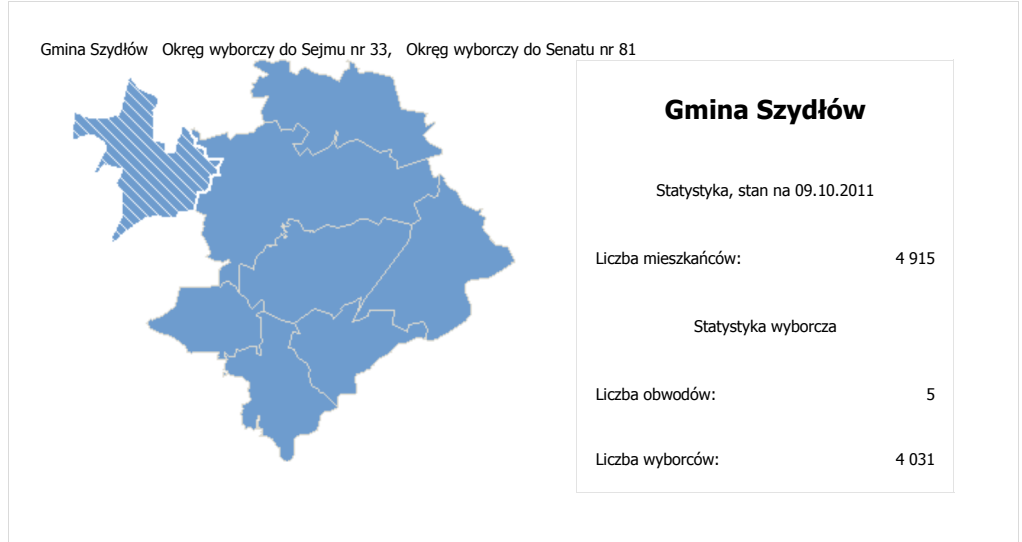 Gmina Szydłów   Okręg wyborczy do Sejmu nr 33,   Okręg wyborczy do Senatu nr 81
Gmina Szydłów
Statystyka, stan na 09.10.2011
Liczba mieszkańców: 4 915
Statystyka wyborcza
Liczba obwodów: 5
Liczba wyborców: 4 031